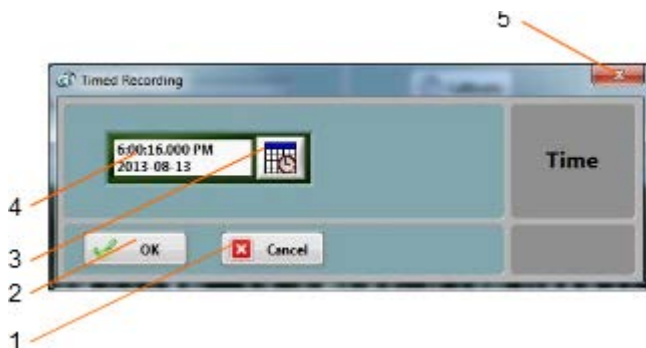 5
Timed Recording
x
6:00:16.000 PM
2013-08-13
Time
4
OK
Cancel
3
2
1